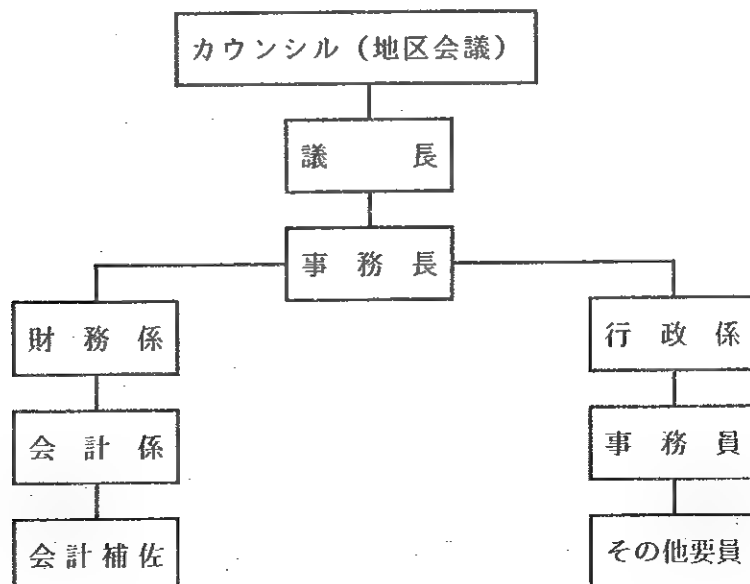 カウンシル（地区会議）
議長
事務長
財務係
行政係
会計係
事務員
会計補佐
その他要員